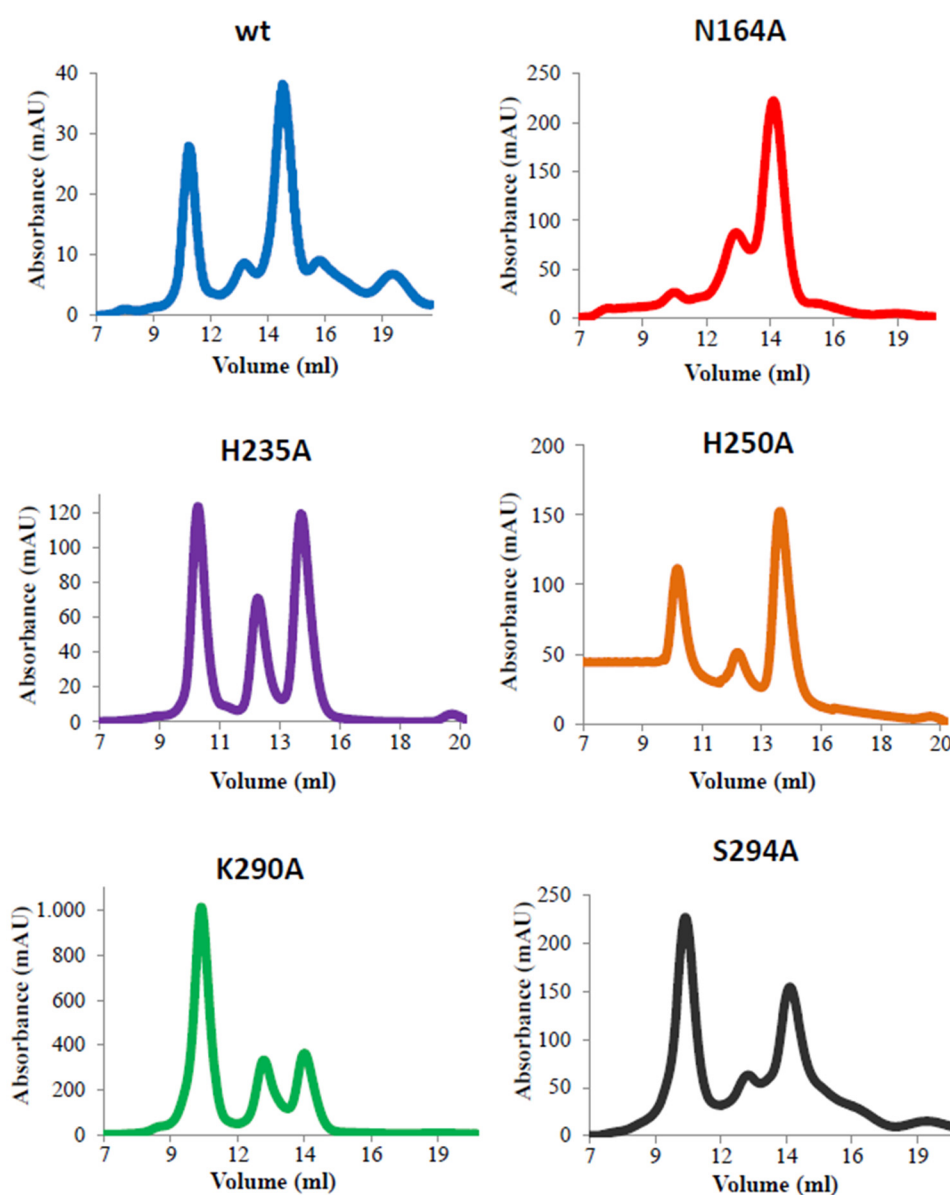 wt
Absorbance (mAU)
40
30
20
10
0
7 9 12 14 16 19
Volume (ml)
N164A
Absorbance (mAU)
250
200
150
100
50
0
7 9 12 14 16 19
Volume (ml)
H235A
Absorbance (mAU)
120
100
80
60
40
20
0
7 9 11 13 16 18 20
Volume (ml)
H250A
Absorbance (mAU)
200
150
100
50
0
7 9 11 13 16 18 20
Volume (ml)
K290A
Absorbance (mAU)
1.000
800
600
400
200
0
7 9 12 14 16 19
Volume (ml)
S294A
Absorbance (mAU)
250
200
150
100
50
0
7 9 12 14 16 19
Volume (ml)